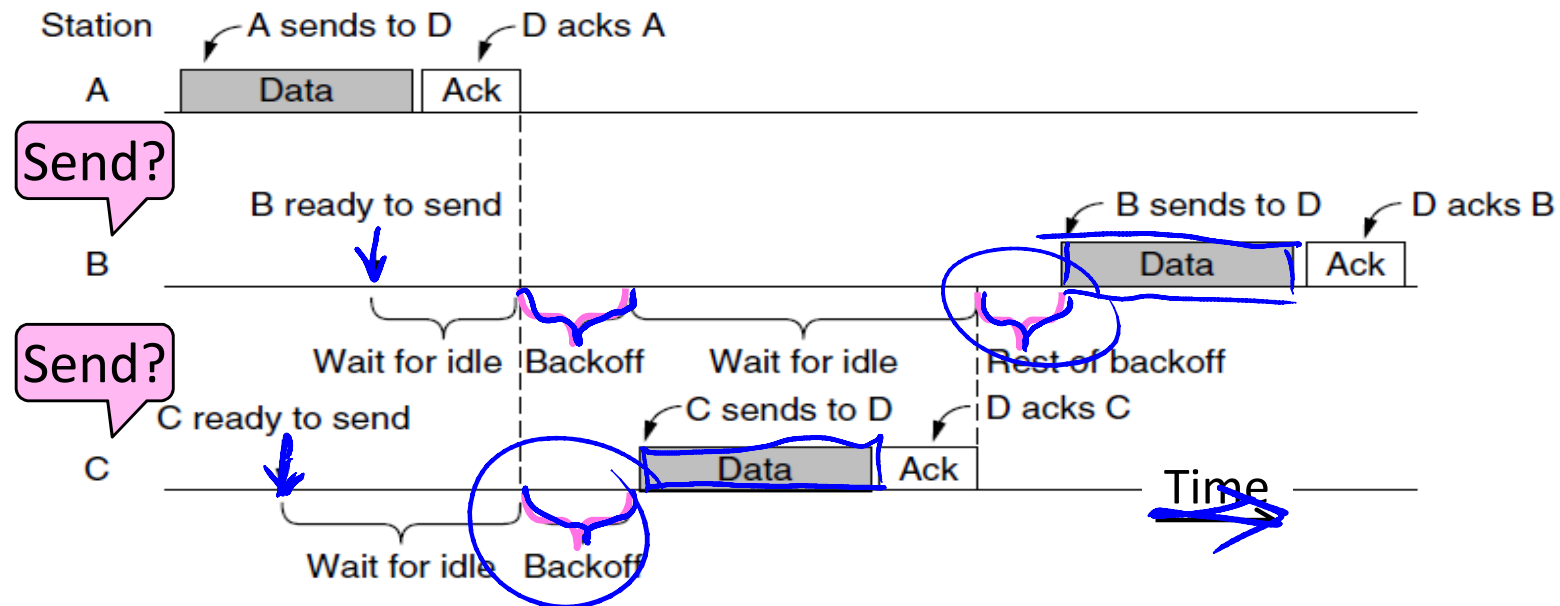 Station
A sends to D
D acks A
A
Data
Ack
Send?
B ready to send
B sends to D
D acks B
B
Data
Ack
Wait for idle
Backoff
Wait for idle
Rest of backoff
Send?
C ready to send
C sends to D
D acks C
C
Data
Ack
Time
Wait for idle
Backoff